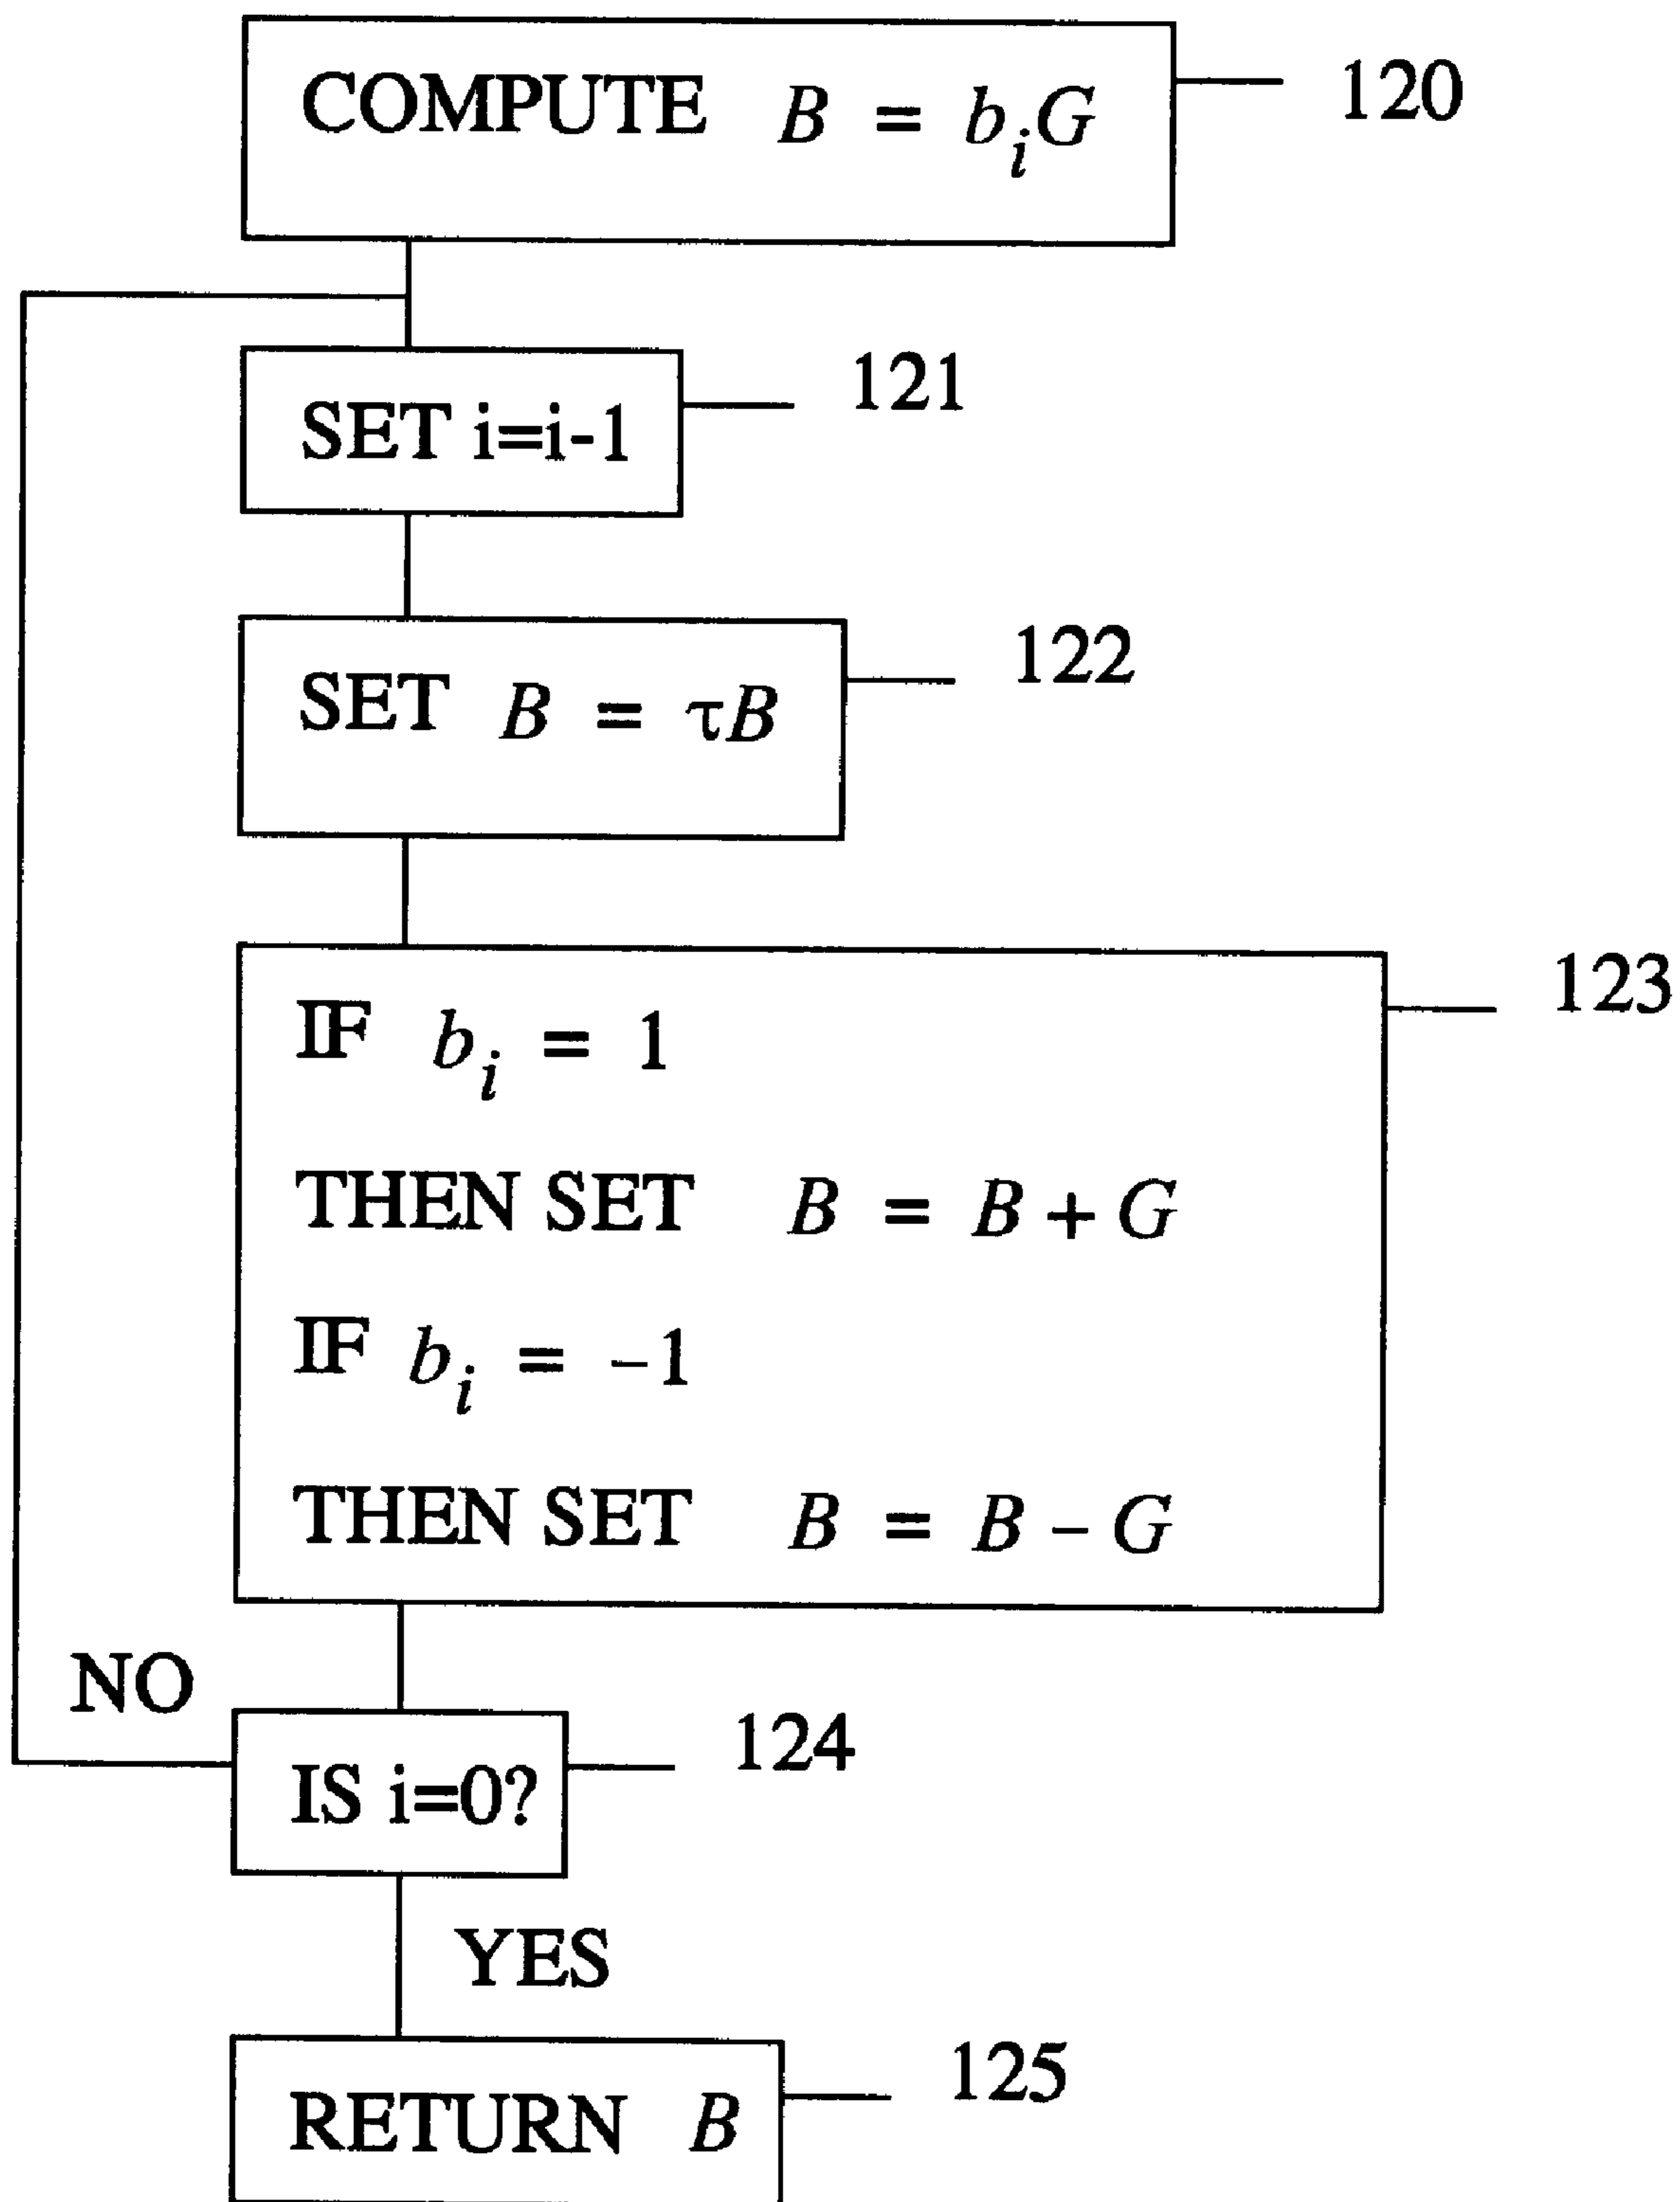 COMPUTE B = b_i G 120
SET i=i-1 121
SET B = τB 122
IF b_i = 1 123
THEN SET B = B + G
IF b_i = -1
THEN SET B = B - G
NO
IS i=0? 124
YES
RETURN B 125